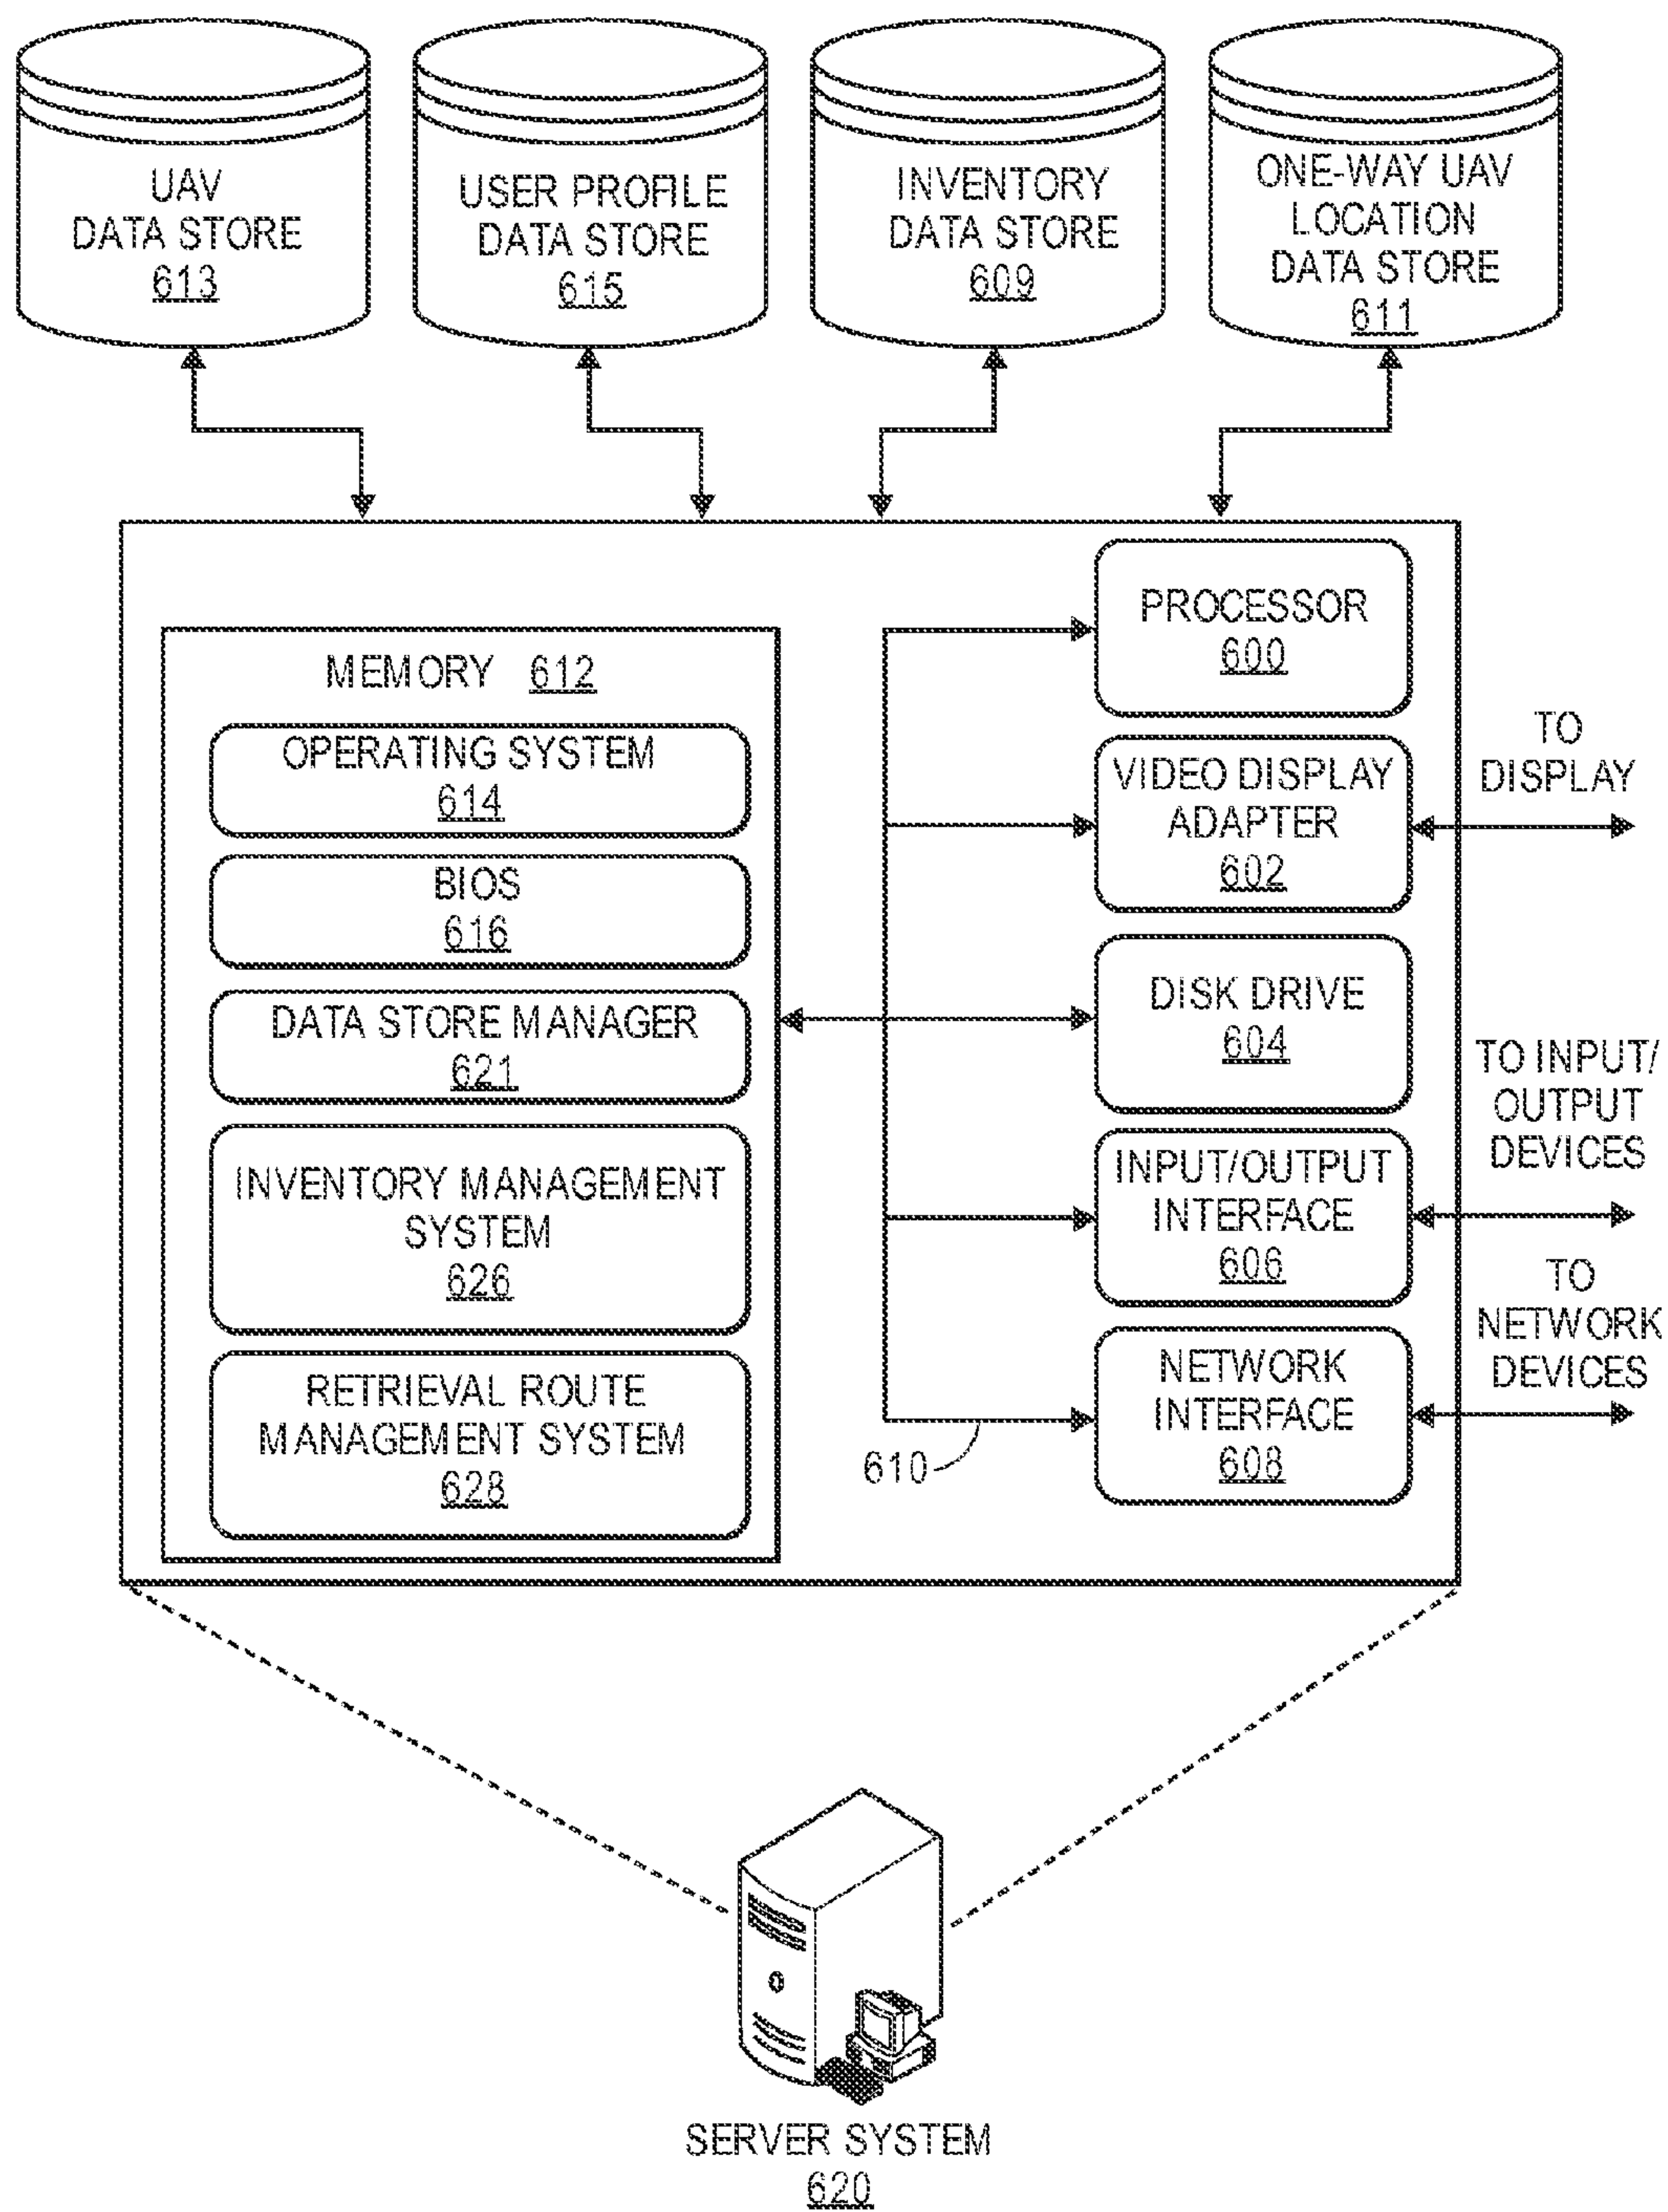 UAV
DATA STORE
613
USER PROFILE
DATA STORE
615
INVENTORY
DATA STORE
609
ONE-WAY UAV
LOCATION
DATA STORE
611
MEMORY 612
OPERATING SYSTEM
614
BIOS
616
DATA STORE MANAGER
621
INVENTORY MANAGEMENT
SYSTEM
626
RETRIEVAL ROUTE
MANAGEMENT SYSTEM
628
PROCESSOR
600
VIDEO DISPLAY
ADAPTER
602
DISK DRIVE
604
INPUT/OUTPUT
INTERFACE
606
NETWORK
INTERFACE
608
610
TO
DISPLAY
TO INPUT/
OUTPUT
DEVICES
TO
NETWORK
DEVICES
SERVER SYSTEM
620